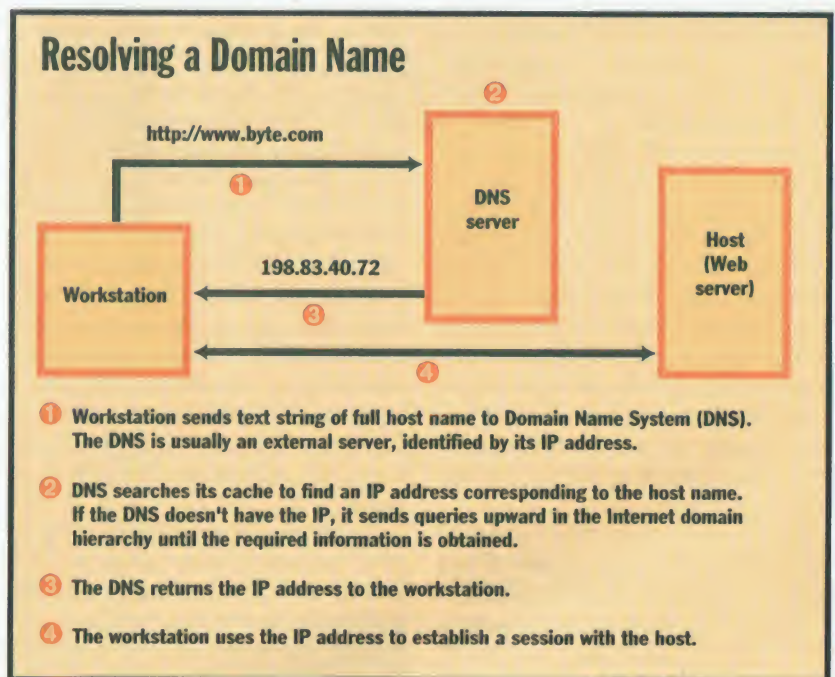 Resolving a Domain Name
2
http://www.byte.com
1
DNS
server
Host
(Web
server)
198.83.40.72
Workstation
3
4
1 Workstation sends text string of full host name to Domain Name System (DNS).
The DNS is usually an external server, identified by its IP address.
2 DNS searches its cache to find an IP address corresponding to the host name.
If the DNS doesn't have the IP, it sends queries upward in the Internet domain
hierarchy until the required information is obtained.
3 The DNS returns the IP address to the workstation.
4 The workstation uses the IP address to establish a session with the host.